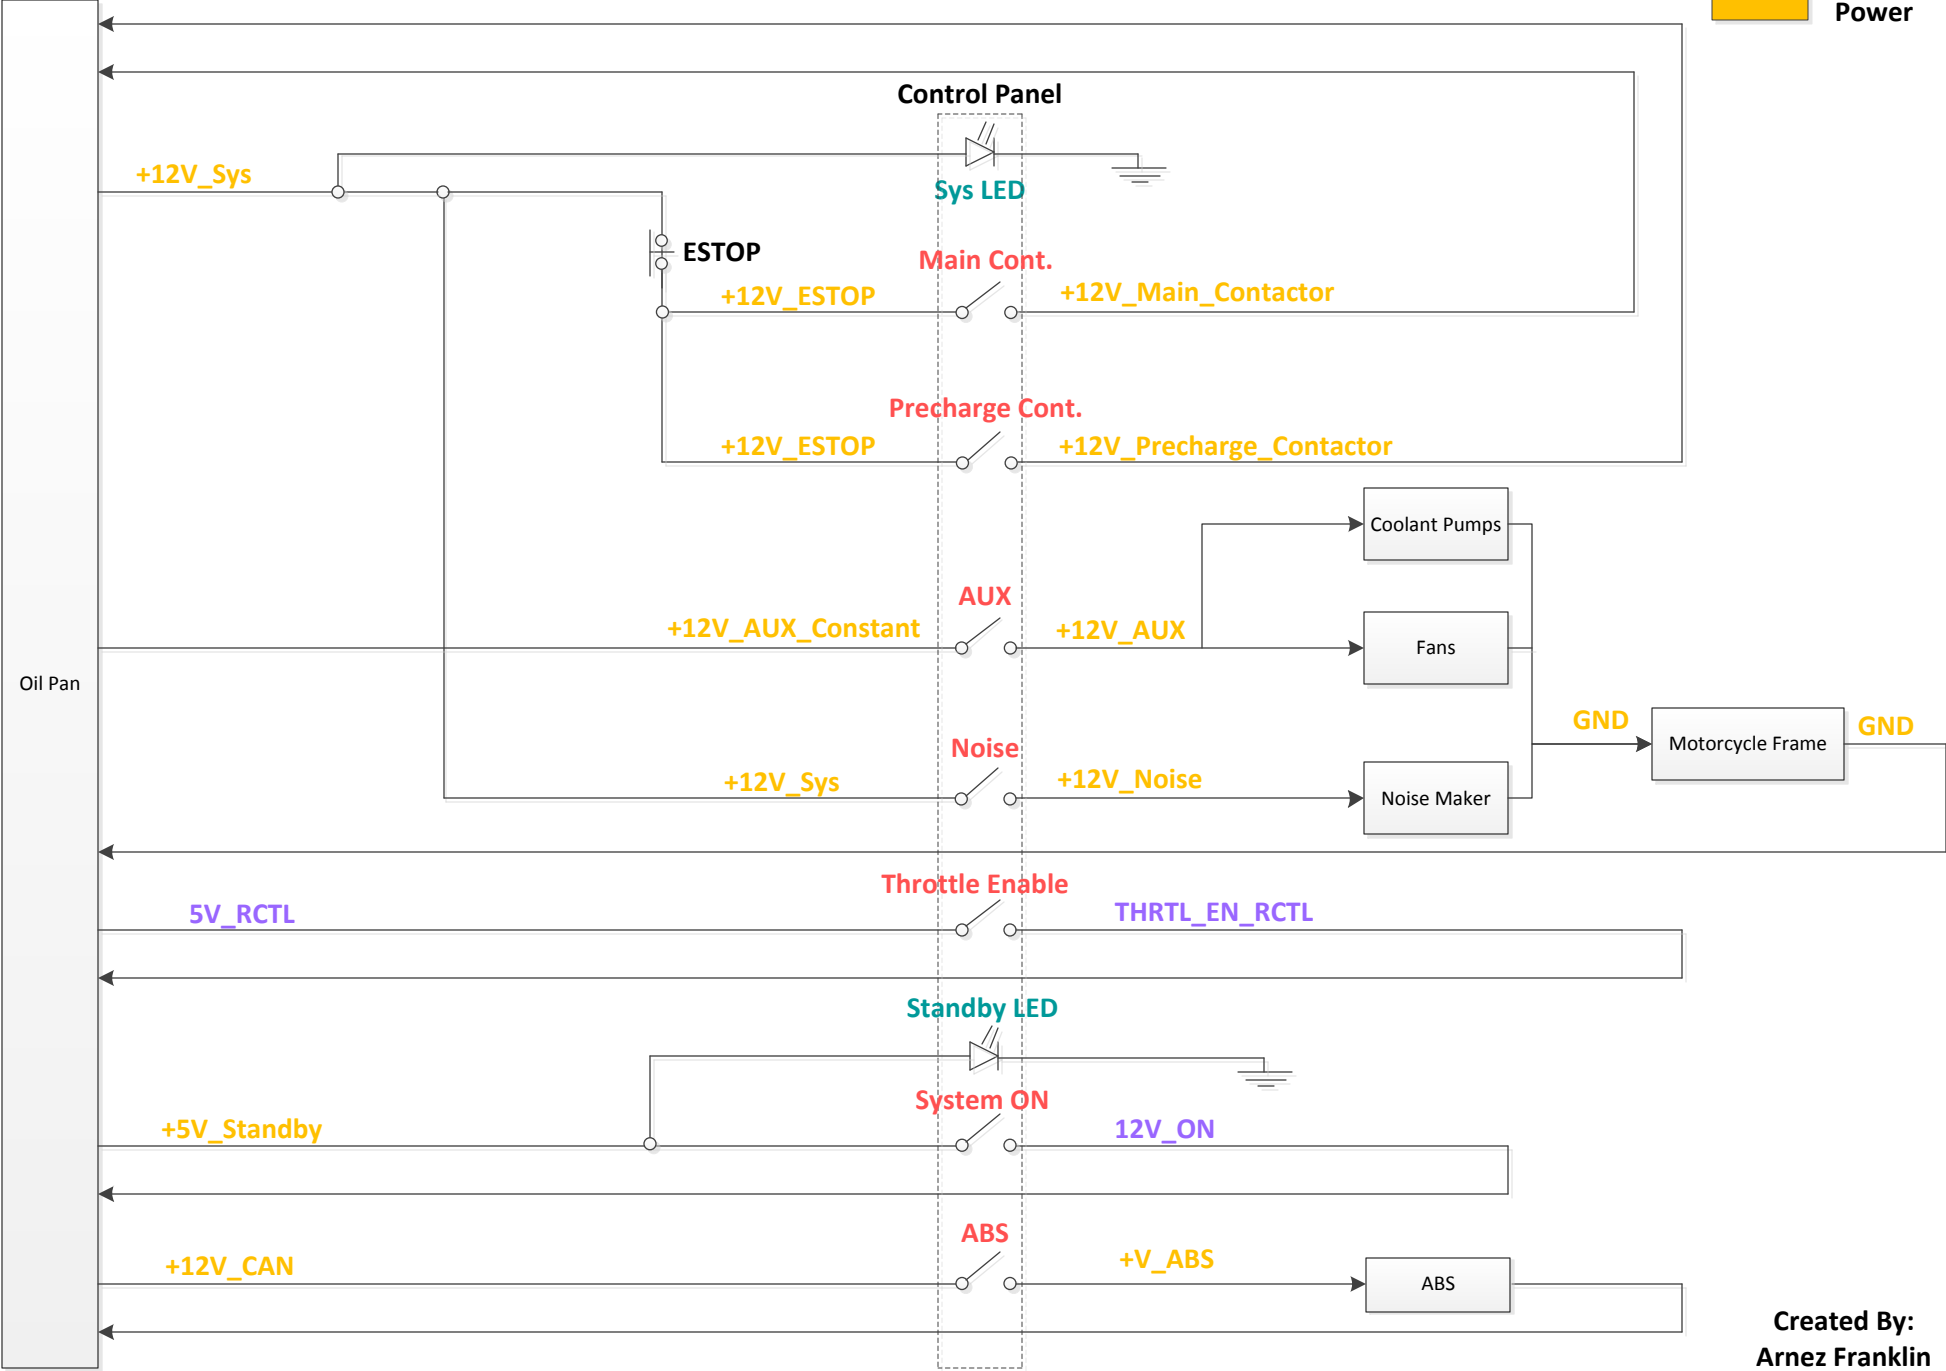 Power
Control Panel
+12V_Sys
Sys LED
ESTOP
Main Cont.
+12V_ESTOP
+12V_Main_Contactor
Precharge Cont.
+12V_ESTOP
+12V_Precharge_Contactor
Coolant Pumps
AUX
+12V_AUX_Constant
+12V_AUX
Fans
Oil Pan
GND
GND
Motorcycle Frame
Noise
+12V_Sys
+12V_Noise
Noise Maker
Throttle Enable
5V_RCTL
THRTL_EN_RCTL
Standby LED
System ON
+5V_Standby
12V_ON
ABS
+12V_CAN
+V_ABS
ABS
Created By:
Arnez Franklin